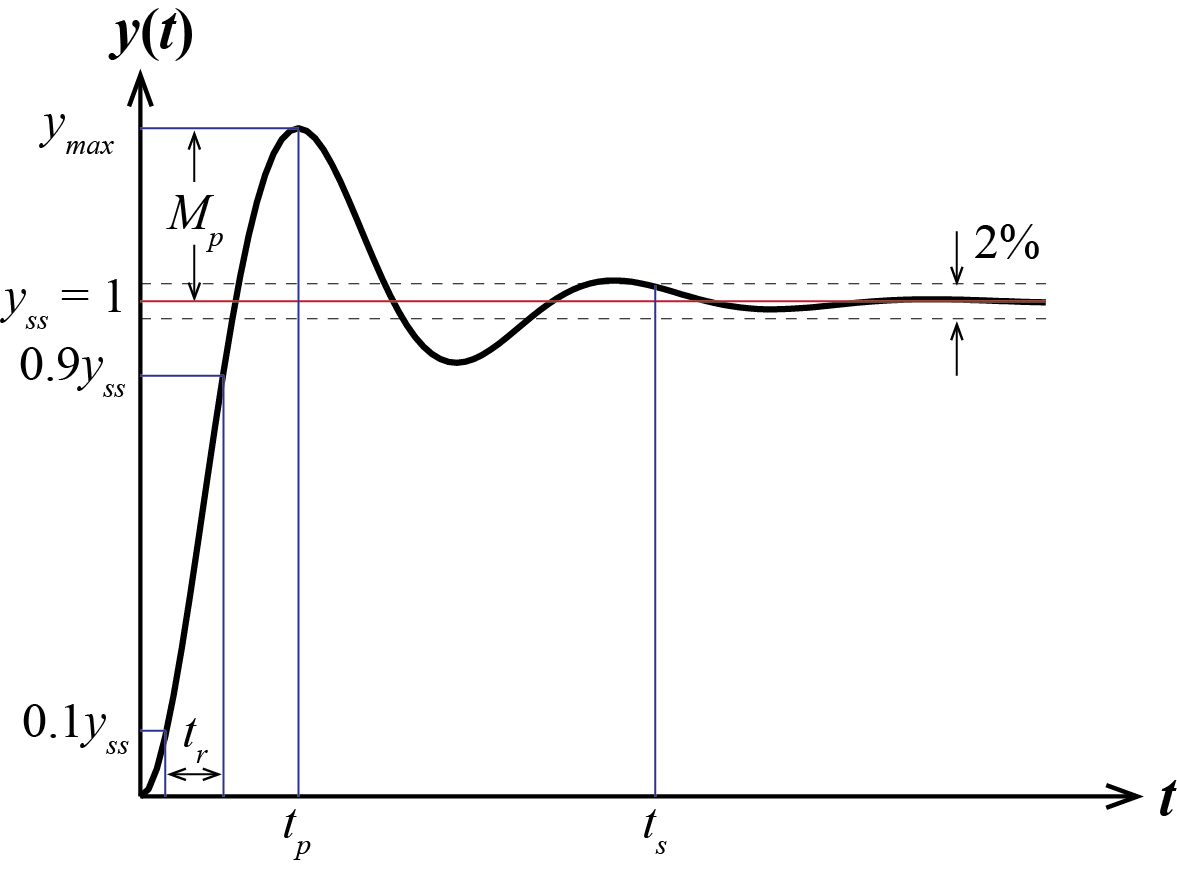 y(t)
y_max
M_p
2%
y_ss = 1
0.9y_ss
0.1y_ss
t_r
t
t_p
t_s